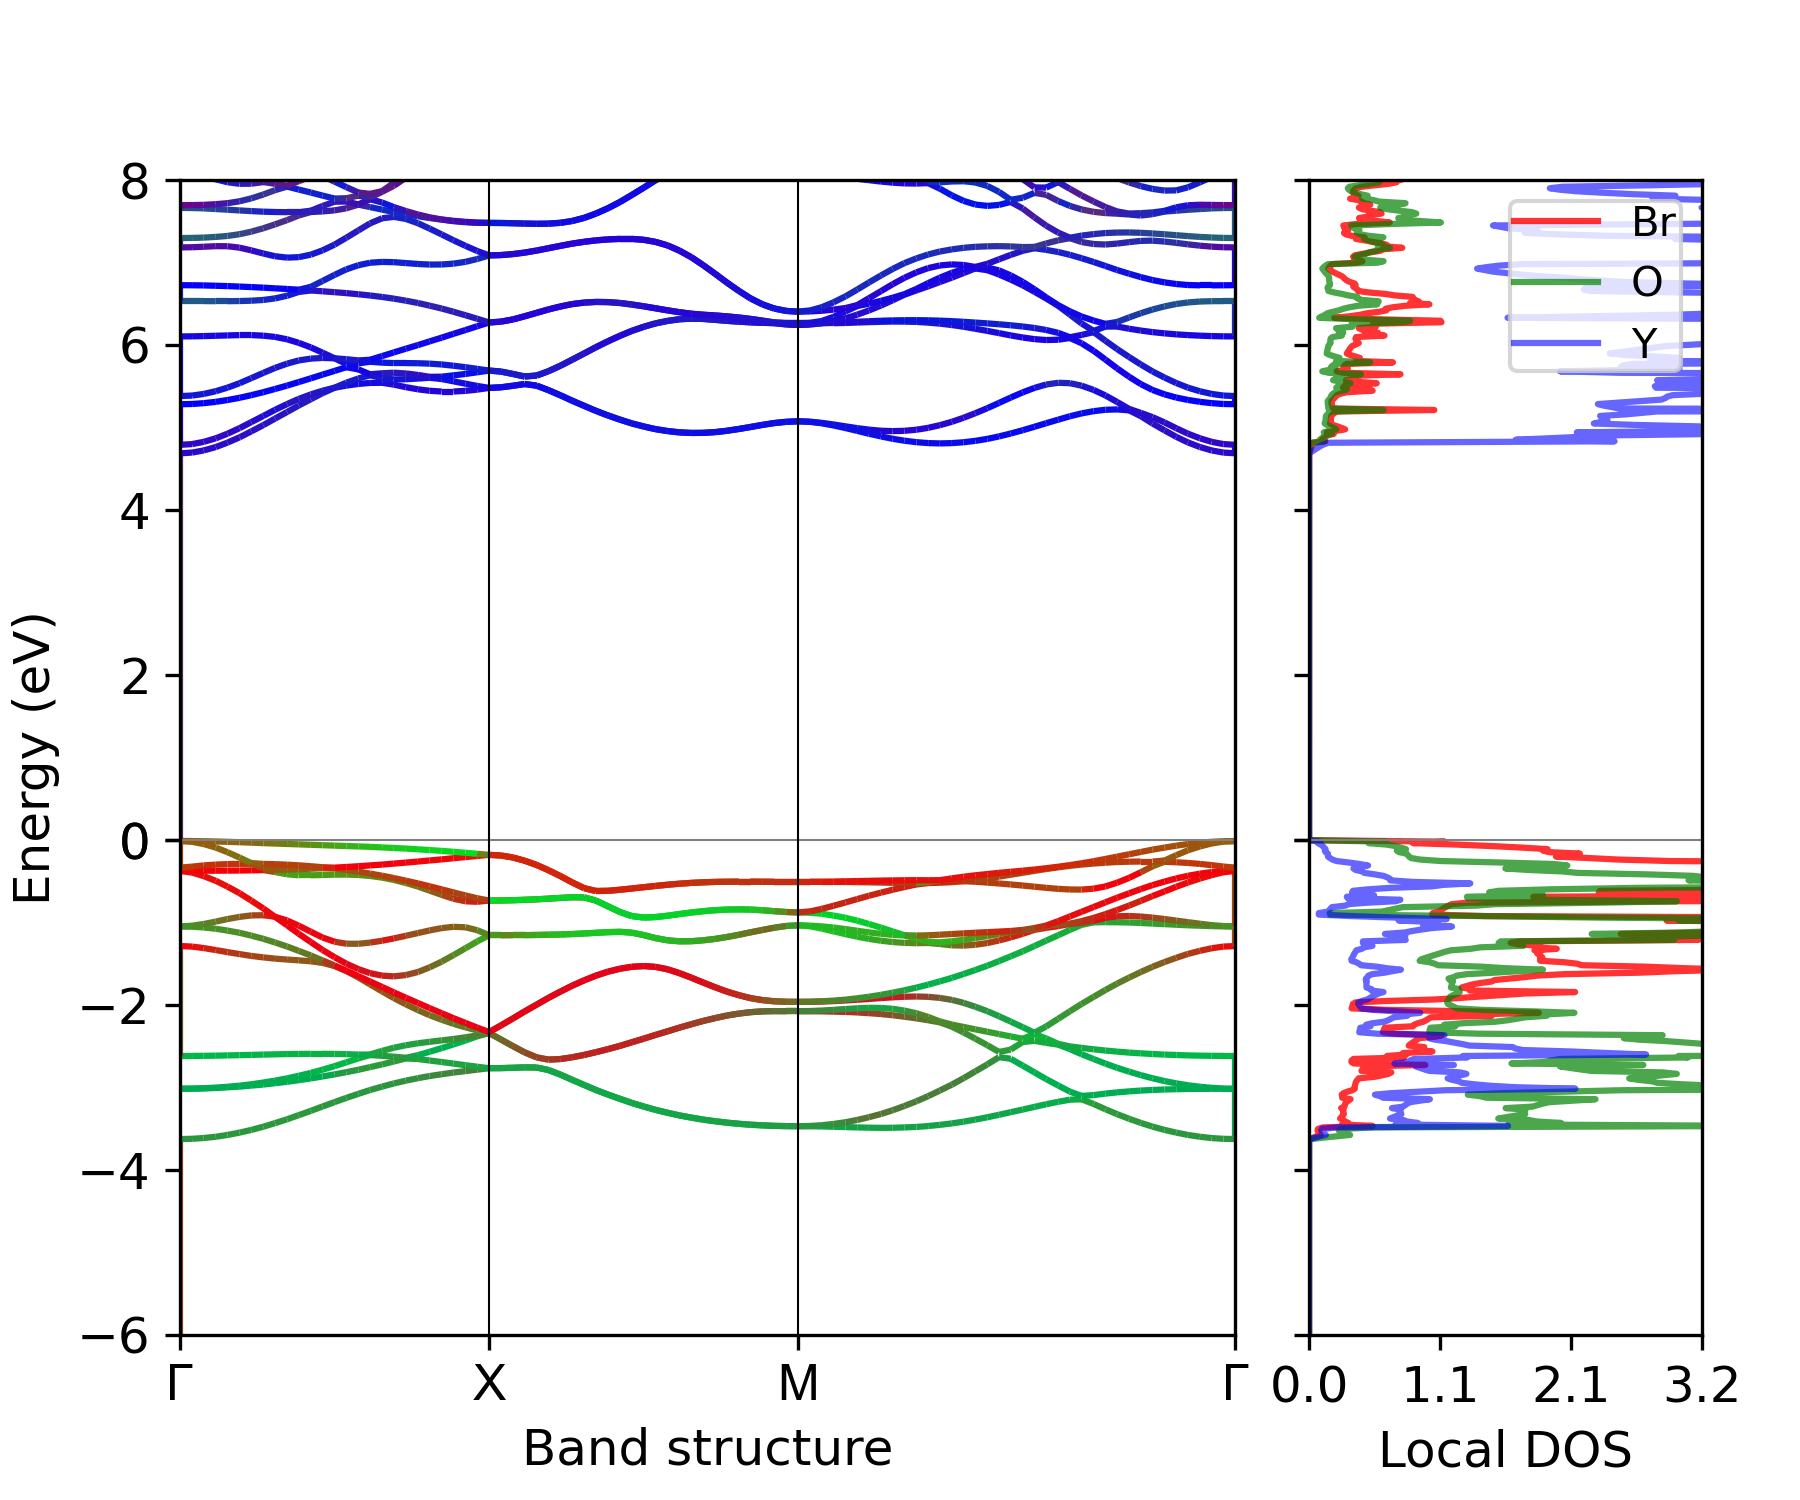 Energy (eV)
8
6
4
2
0
−2
−4
−6
Γ X M Γ
Band structure
Br
O
Y
0.0 1.1 2.1 3.2
Local DOS